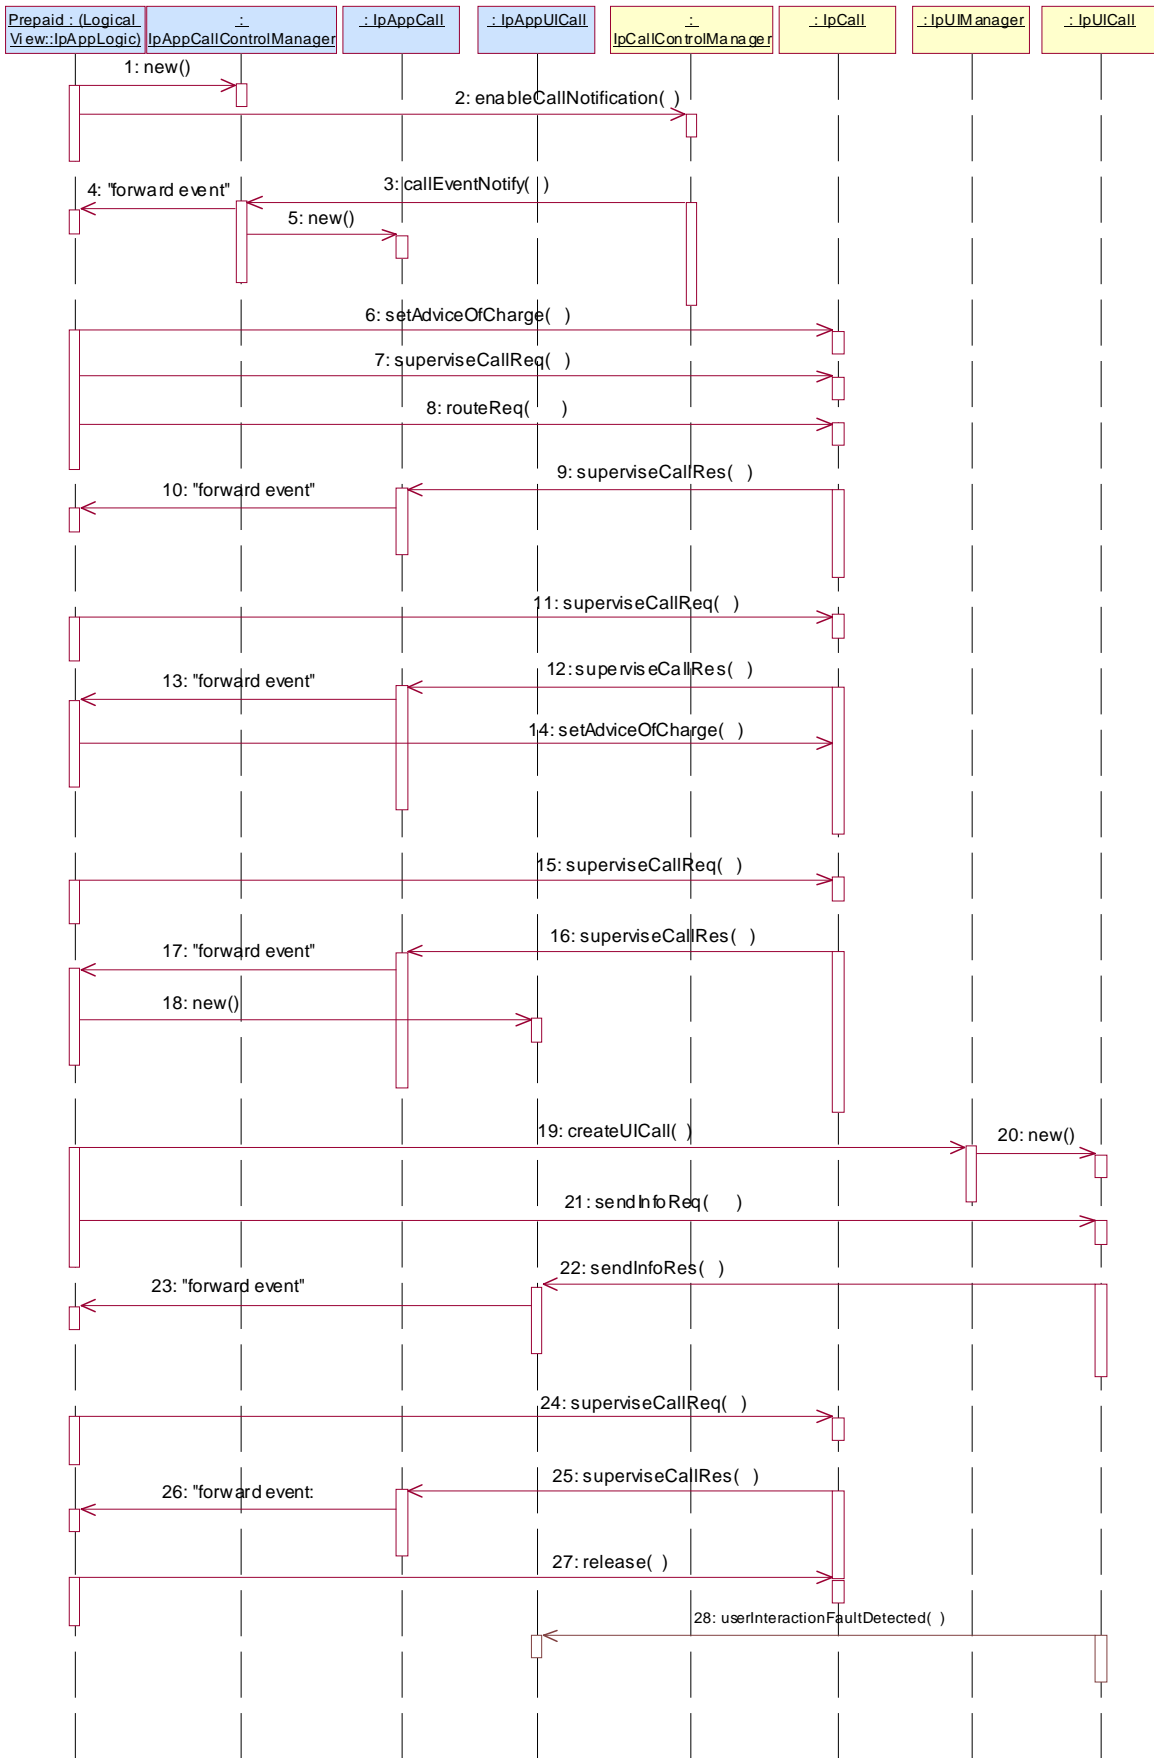 Prepaid : (Logical
View::IpAppLogic)
:
IpAppCallControlManager
: IpAppCall
: IpAppUICall
:
IpCallControlManager
: IpCall
: IpUIManager
: IpUICall
1: new()
2: enableCallNotification( )
3: callEventNotify( )
4: "forward event"
5: new()
6: setAdviceOfCharge( )
7: superviseCallReq( )
8: routeReq( )
9: superviseCallRes( )
10: "forward event"
11: superviseCallReq( )
12: superviseCallRes( )
13: "forward event"
14: setAdviceOfCharge( )
15: superviseCallReq( )
16: superviseCallRes( )
17: "forward event"
18: new()
19: createUICall( )
20: new()
21: sendInfoReq( )
22: sendInfoRes( )
23: "forward event"
24: superviseCallReq( )
25: superviseCallRes( )
26: "forward event:
27: release( )
28: userInteractionFaultDetected( )